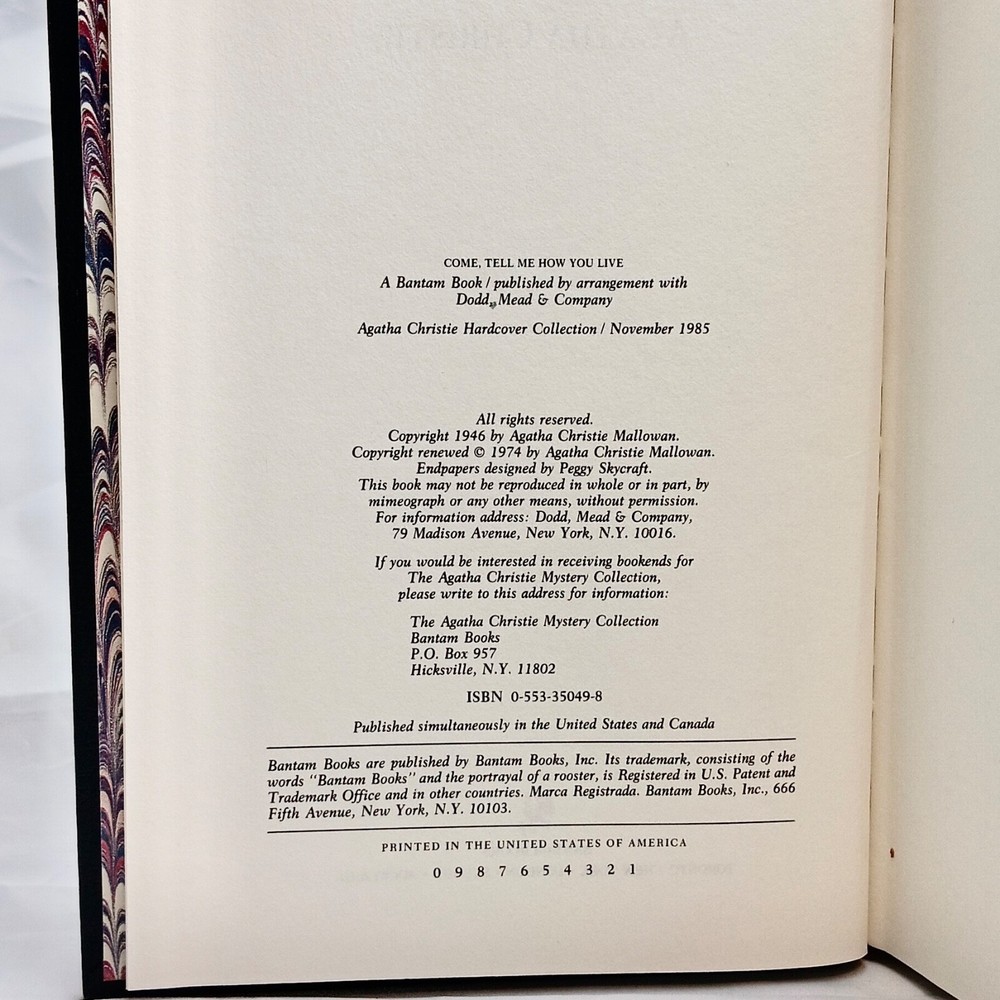 COME, TELL ME HOW YOU LIVE
A Bantam Book / published by arrangement with
Dodd, Mead & Company
Agatha Christie Hardcover Collection / November 1985
All rights reserved.
Copyright 1946 by Agatha Christie Mallowan.
Copyright renewed © 1974 by Agatha Christie Mallowan.
Endpapers designed by Peggy Skycraft.
This book may not be reproduced in whole or in part, by
mimeograph or any other means, without permission.
For information address: Dodd, Mead & Company,
79 Madison Avenue, New York, N.Y. 10016.
If you would be interested in receiving bookends for
The Agatha Christie Mystery Collection,
please write to this address for information:
The Agatha Christie Mystery Collection
Bantam Books
P.O. Box 957
Hicksville, N.Y. 11802
ISBN 0-553-35049-8
Published simultaneously in the United States and Canada
Bantam Books are published by Bantam Books, Inc. Its trademark, consisting of the
words "Bantam Books" and the portrayal of a rooster, is Registered in U.S. Patent and
Trademark Office and in other countries. Marca Registrada. Bantam Books, Inc., 666
Fifth Avenue, New York, N.Y. 10103.
PRINTED IN THE UNITED STATES OF AMERICA
0 9 8 7 6 5 4 3 2 1